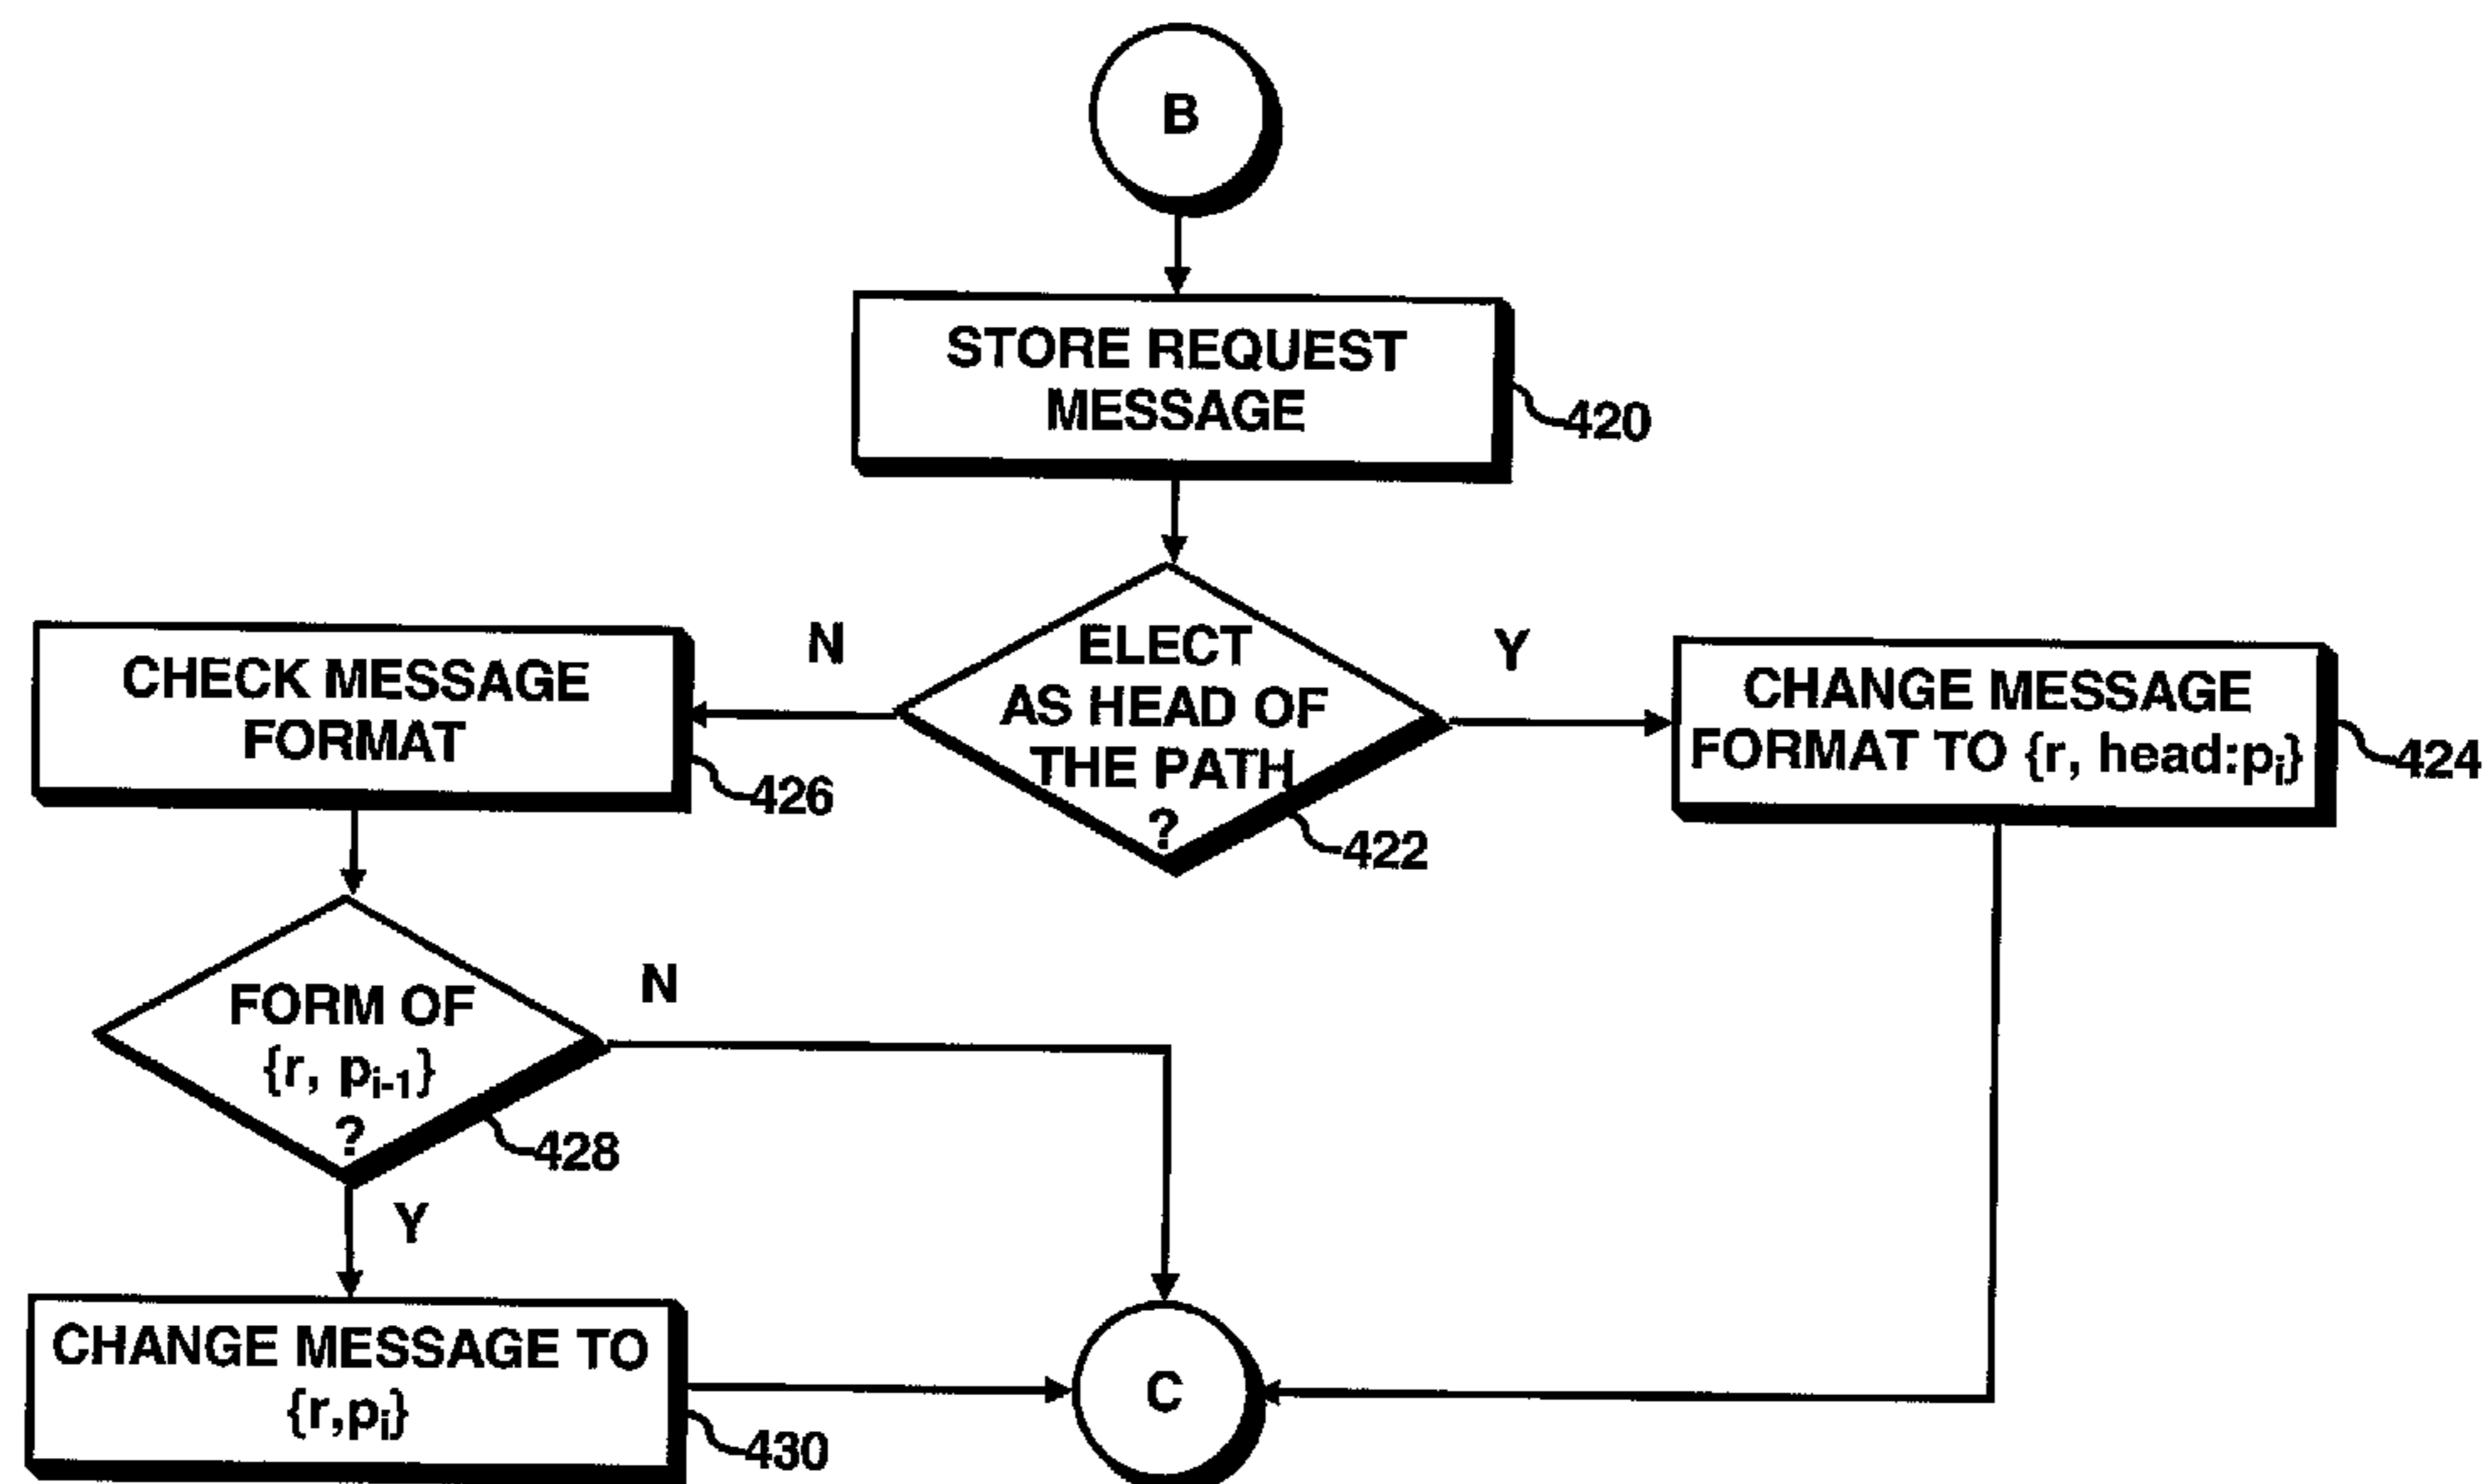 B
STORE REQUEST
MESSAGE
420
ELECT
AS HEAD OF
THE PATH
?
422
N
Y
CHECK MESSAGE
FORMAT
426
CHANGE MESSAGE
FORMAT TO {r, head:pᵢ}
424
FORM OF
{r, pᵢ₋₁}
?
428
N
Y
CHANGE MESSAGE TO
{r,pᵢ}
430
C